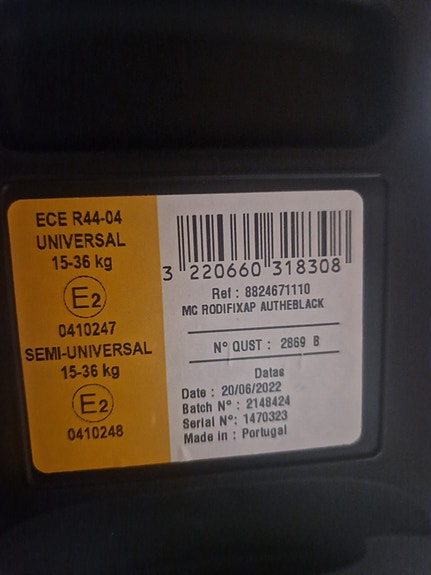 ECE R44-04
UNIVERSAL
15-36 kg
E2
0410247
SEMI-UNIVERSAL
15-36 kg
E2
0410248
3 220660 318308
Ref : 8824671110
MC RODIFIXAP AUTHEBLACK
N° QUST : 2869 B
Datas
Date : 20/06/2022
Batch N° : 2148424
Serial N°: 1470323
Made in : Portugal